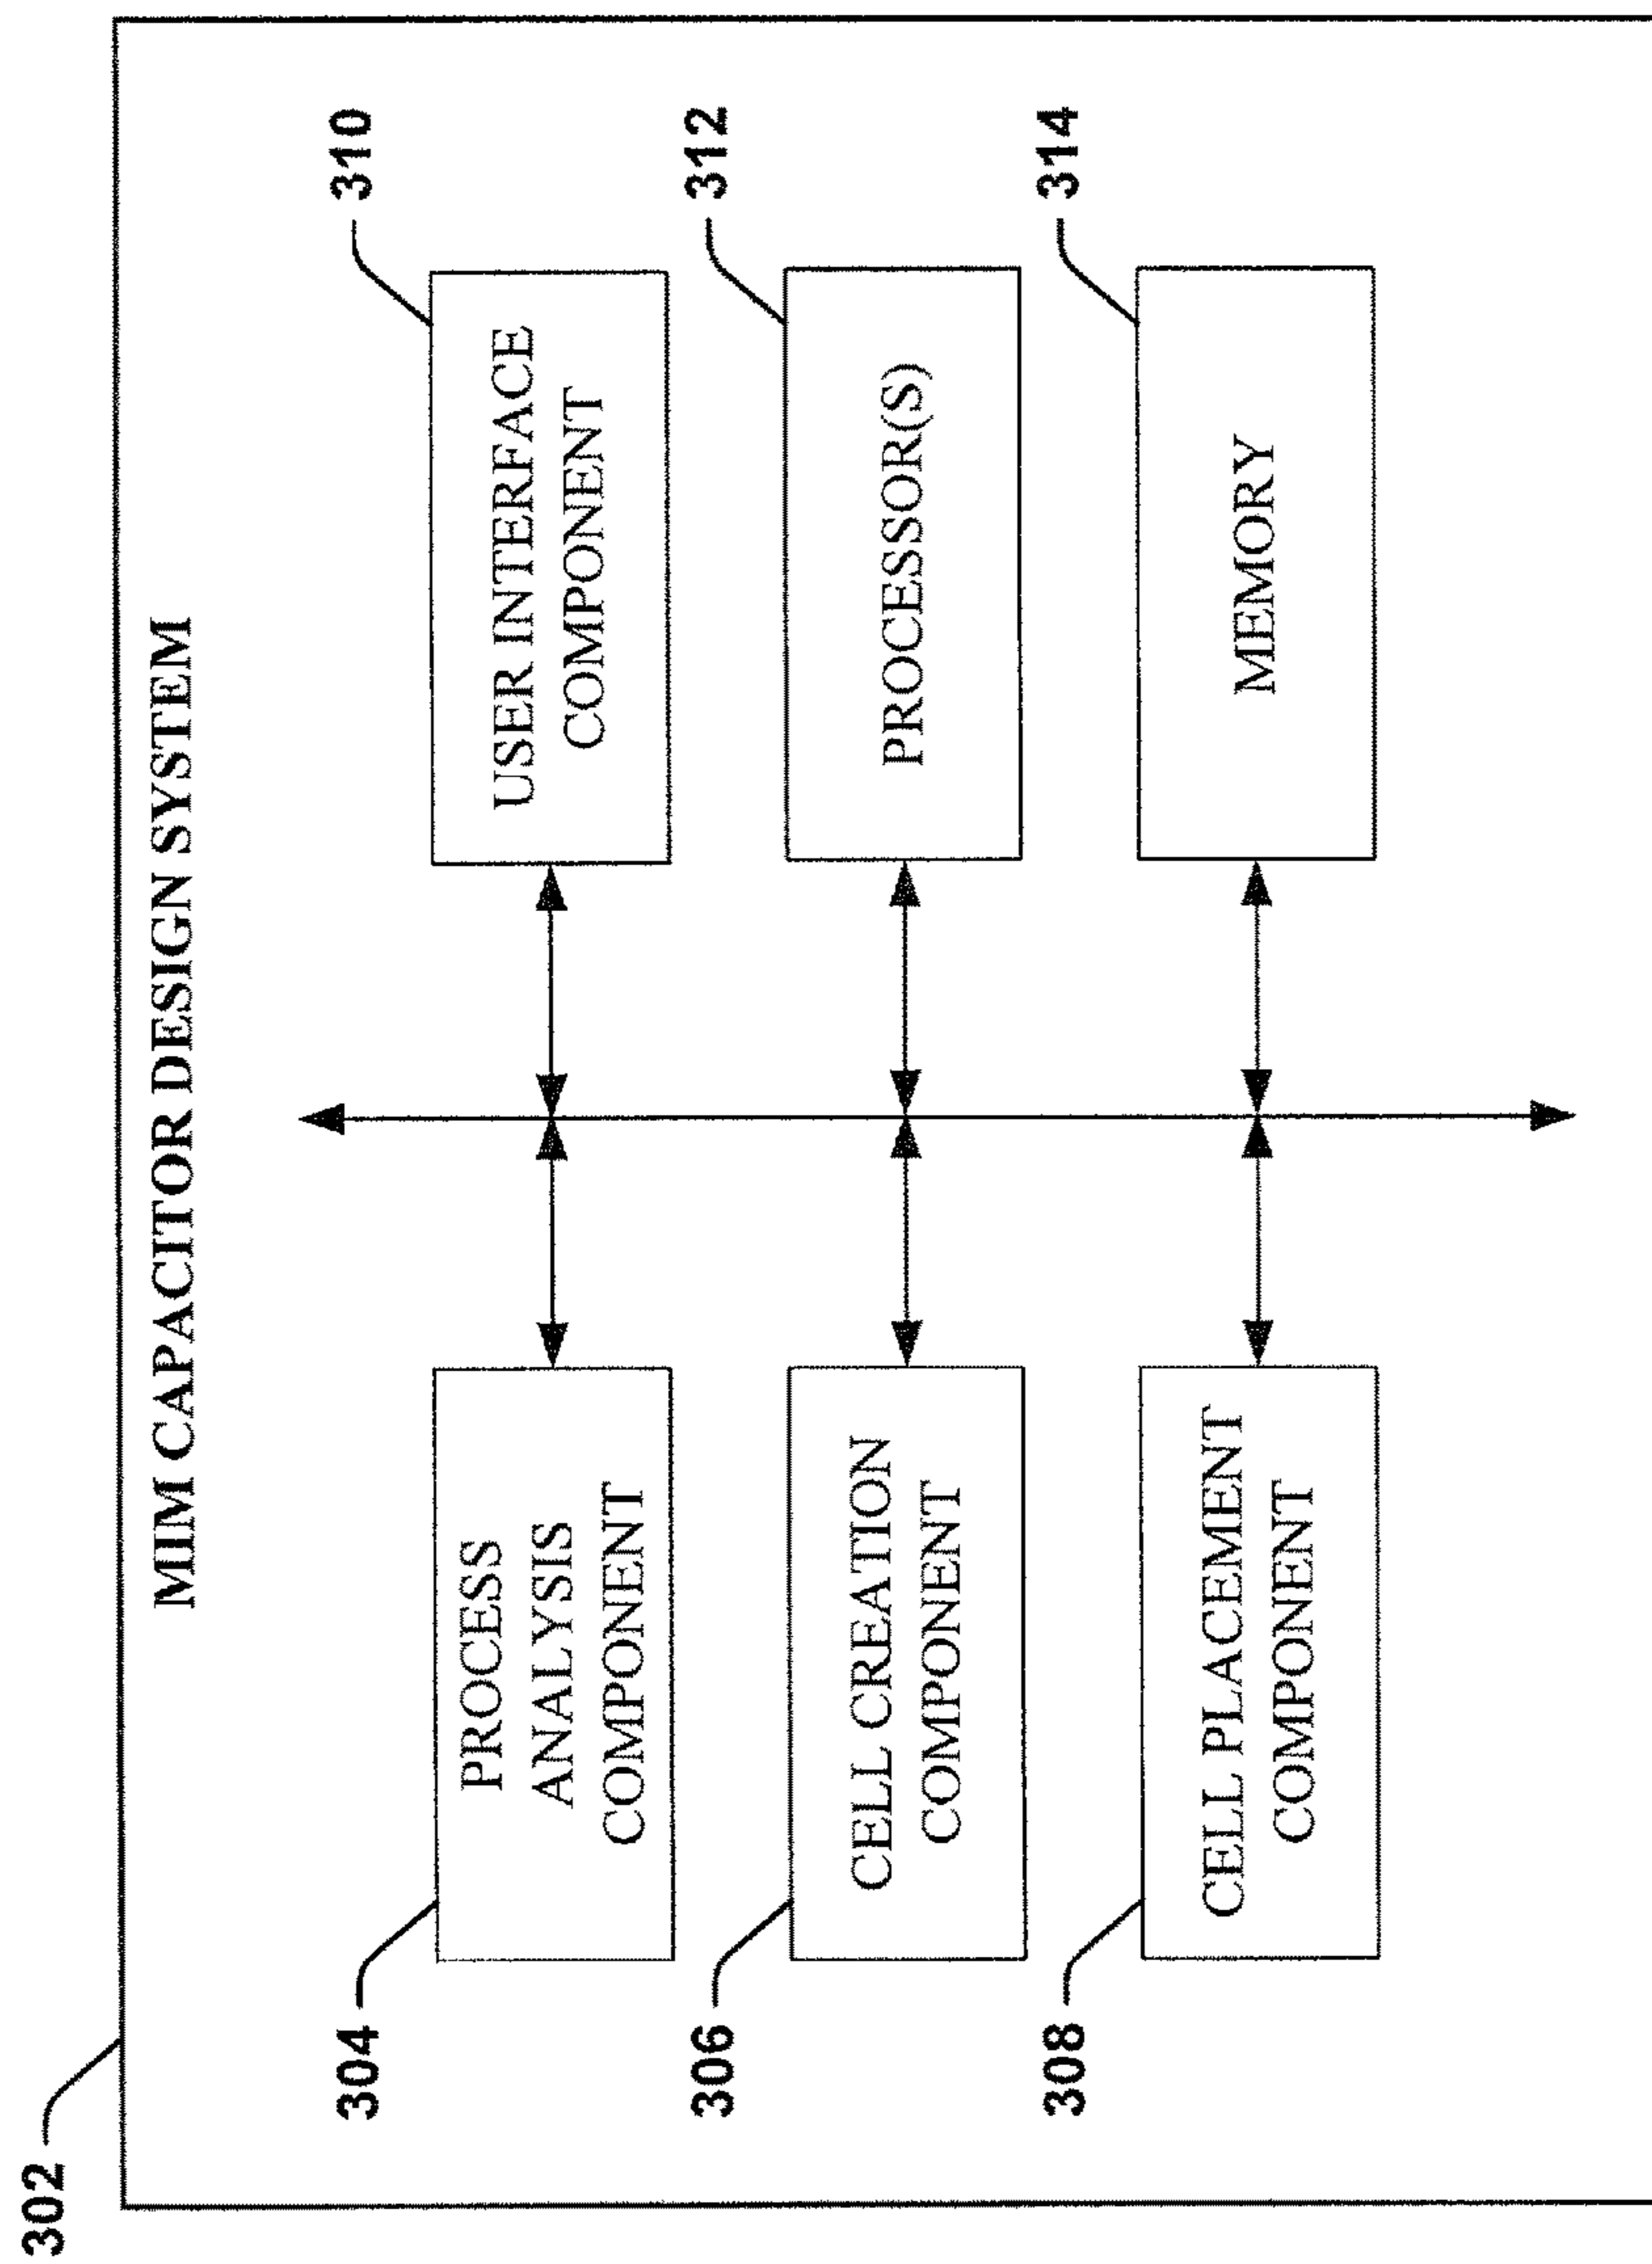 302
MIM CAPACITOR DESIGN SYSTEM
304
PROCESS
ANALYSIS
COMPONENT
306
CELL CREATION
COMPONENT
308
CELL PLACEMENT
COMPONENT
310
USER INTERFACE
COMPONENT
312
PROCESSOR(S)
314
MEMORY